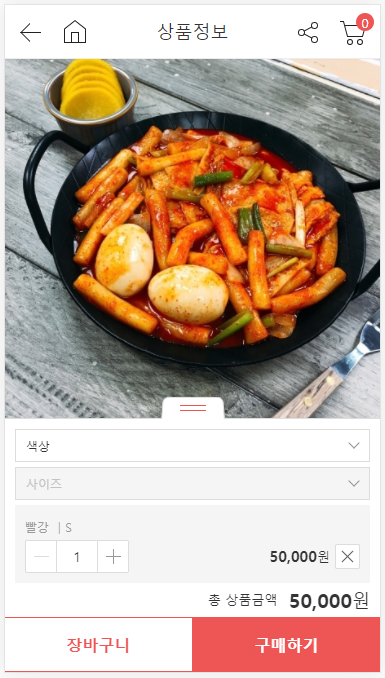 상품정보
0
색상
사이즈
빨강 | S
1
50,000원
총 상품금액 50,000원
장바구니
구매하기